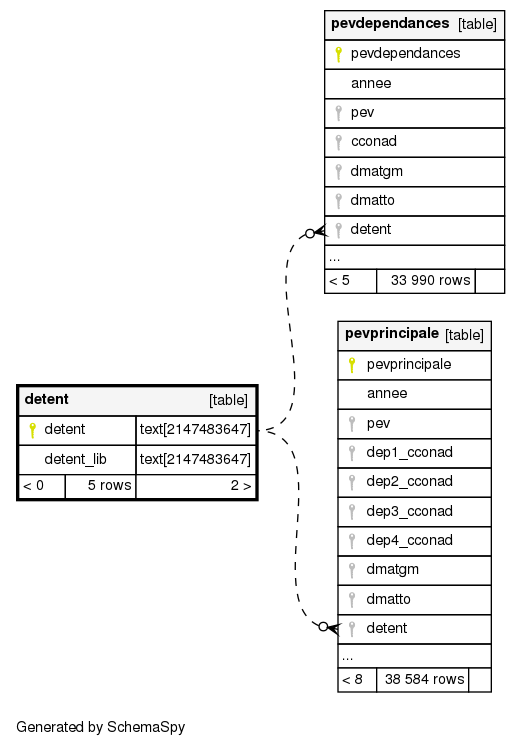 pevdependances [table]
pevdependances
annee
pev
cconad
dmatgm
dmatto
detent
...
< 5 33 990 rows
pevprincipale [table]
pevprincipale
annee
pev
dep1_cconad
dep2_cconad
dep3_cconad
dep4_cconad
dmatgm
dmatto
detent
...
< 8 38 584 rows
detent [table]
detent text[2147483647]
detent_lib text[2147483647]
< 0 5 rows 2 >
Generated by SchemaSpy